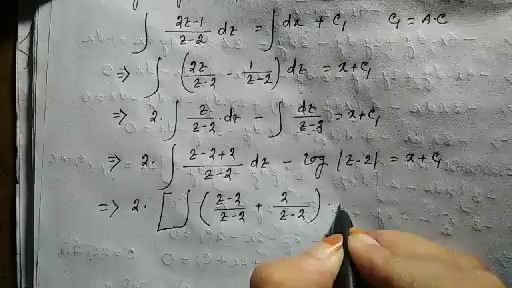 ∫ (2z-1)/(z-2) dz = ∫ dx + C₁    C₁ = A.C
=> ∫ (2z/(z-2) - 1/(z-2)) dz = x+C₁
=> 2. ∫ z/(z-2) dz - ∫ dz/(z-2) = x+C₁
=> 2. ∫ (z-2+2)/(z-2) dz - log |z-2| = x+C₁
=> 2. [∫ ((z-2)/(z-2) + 2/(z-2))